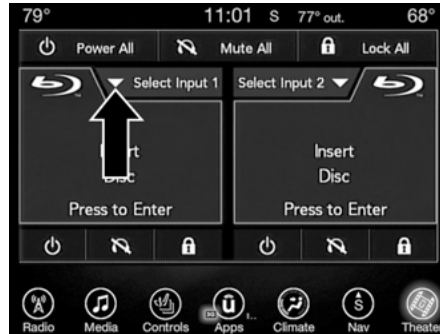 79° 11:01 S 77° out. 68°
Power All Mute All Lock All
Select Input 1 Select Input 2
Insert Insert
Disc Disc
Press to Enter Press to Enter
Radio Media Controls Apps Climate Nav Theater